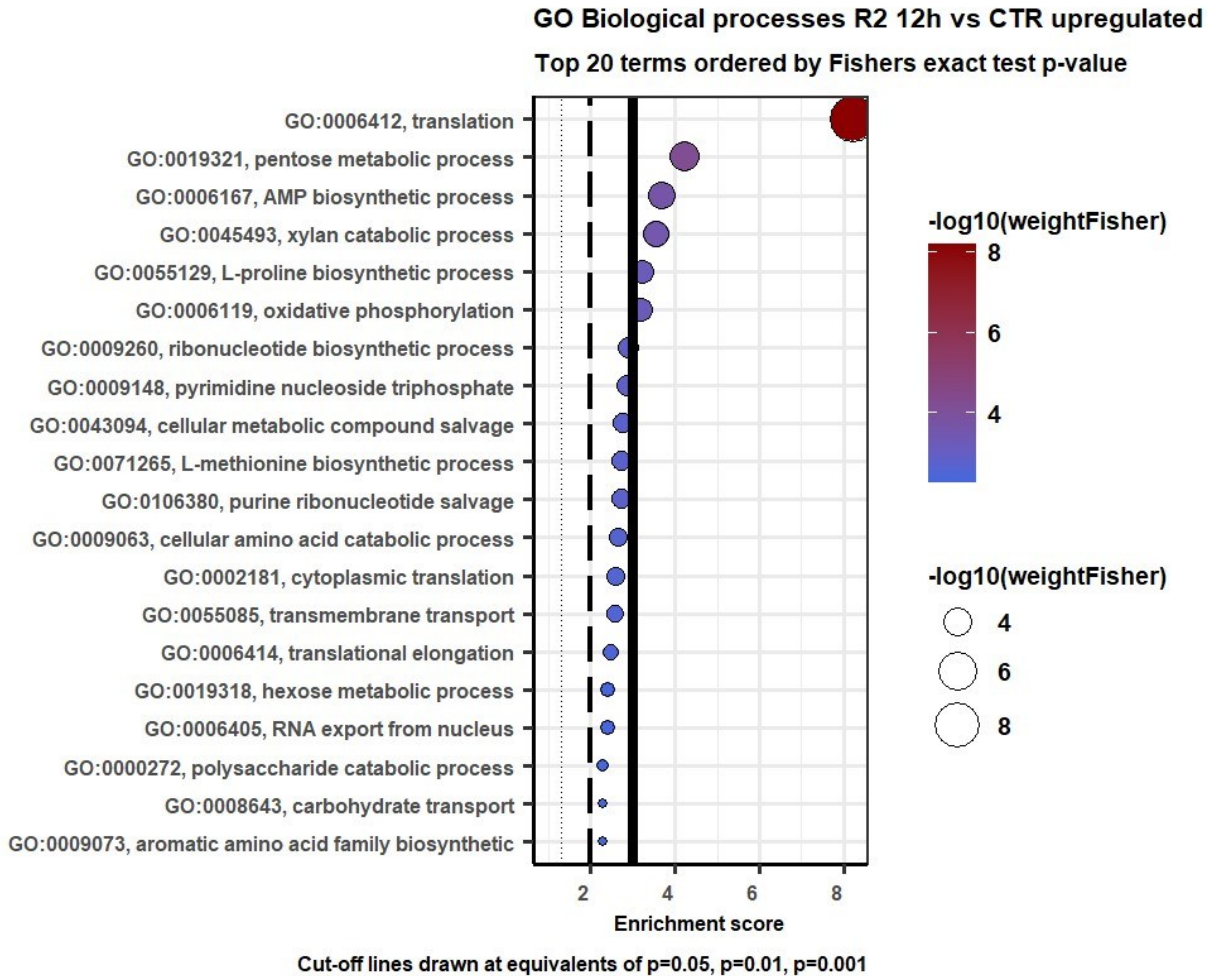 GO Biological processes R2 12h vs CTR upregulated
Top 20 terms ordered by Fishers exact test p-value
GO:0006412, translation
GO:0019321, pentose metabolic process
GO:0006167, AMP biosynthetic process
GO:0045493, xylan catabolic process
GO:0055129, L-proline biosynthetic process
GO:0006119, oxidative phosphorylation
GO:0009260, ribonucleotide biosynthetic process
GO:0009148, pyrimidine nucleoside triphosphate
GO:0043094, cellular metabolic compound salvage
GO:0071265, L-methionine biosynthetic process
GO:0106380, purine ribonucleotide salvage
GO:0009063, cellular amino acid catabolic process
GO:0002181, cytoplasmic translation
GO:0055085, transmembrane transport
GO:0006414, translational elongation
GO:0019318, hexose metabolic process
GO:0006405, RNA export from nucleus
GO:0000272, polysaccharide catabolic process
GO:0008643, carbohydrate transport
GO:0009073, aromatic amino acid family biosynthetic
2 4 6 8
Enrichment score
Cut-off lines drawn at equivalents of p=0.05, p=0.01, p=0.001
-log10(weightFisher)
8
6
4
-log10(weightFisher)
4
6
8